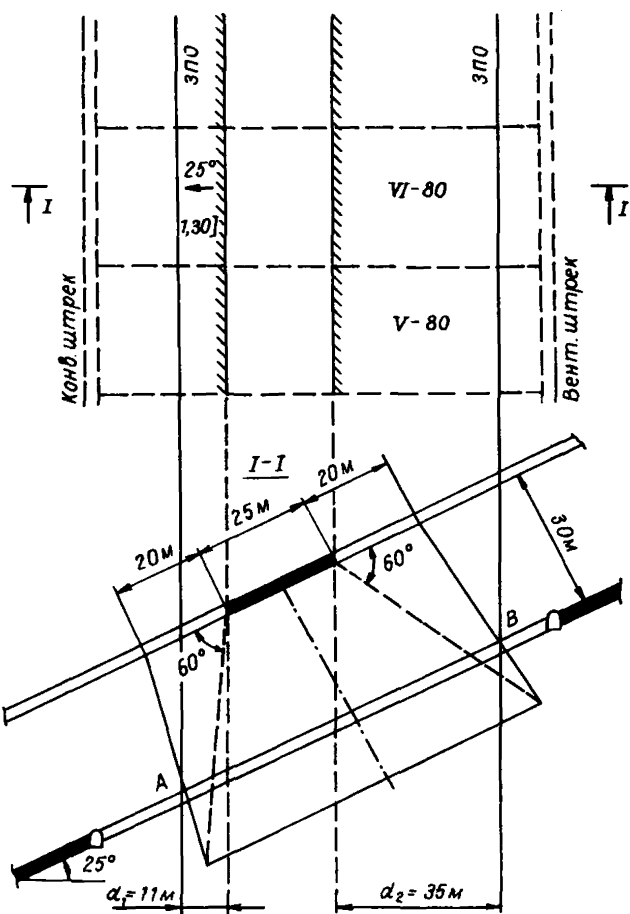 ЗПО
ЗПО
25°
I
VI-80
I
1,30]
V-80
Конв. штрек
Вент. штрек
I-I
20м
25м
20м
30м
60°
60°
B
A
25°
d₁=11м
d₂=35м